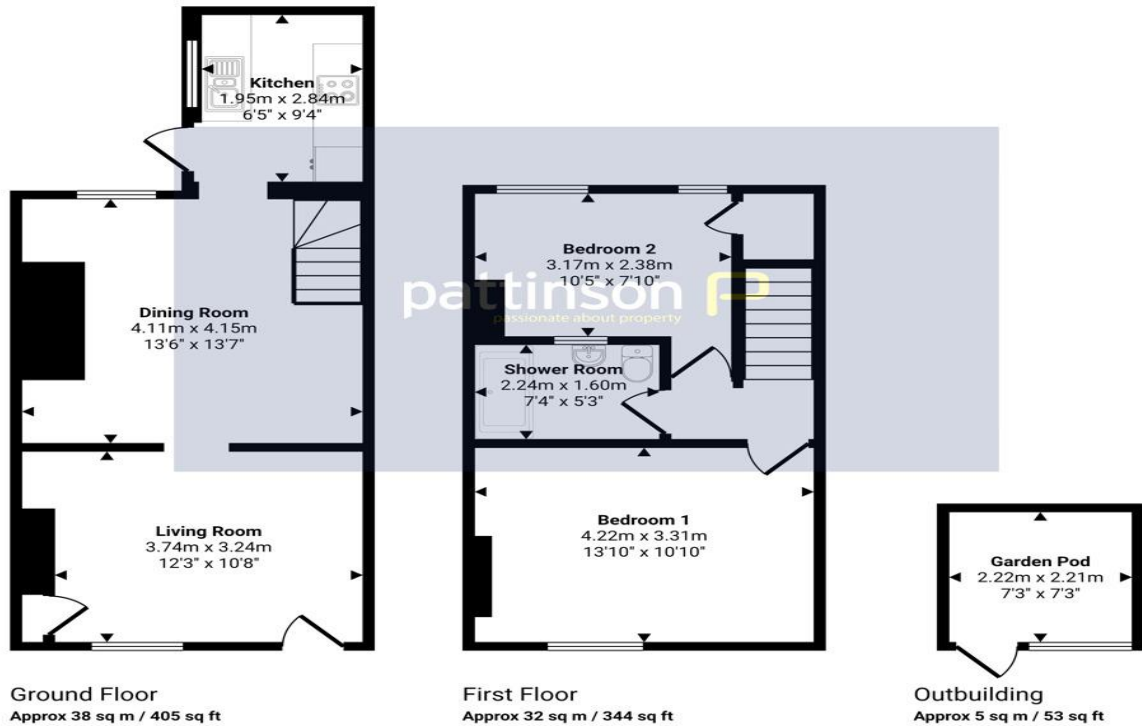 Kitchen
1.95m x 2.84m
6'5" x 9'4"
Dining Room
4.11m x 4.15m
13'6" x 13'7"
Living Room
3.74m x 3.24m
12'3" x 10'8"
Ground Floor
Approx 38 sq m / 405 sq ft
Bedroom 2
3.17m x 2.38m
10'5" x 7'10"
pattinson P
passionate about property
Shower Room
2.24m x 1.60m
7'4" x 5'3"
Bedroom 1
4.22m x 3.31m
13'10" x 10'10"
First Floor
Approx 32 sq m / 344 sq ft
Garden Pod
2.22m x 2.21m
7'3" x 7'3"
Outbuilding
Approx 5 sq m / 53 sq ft